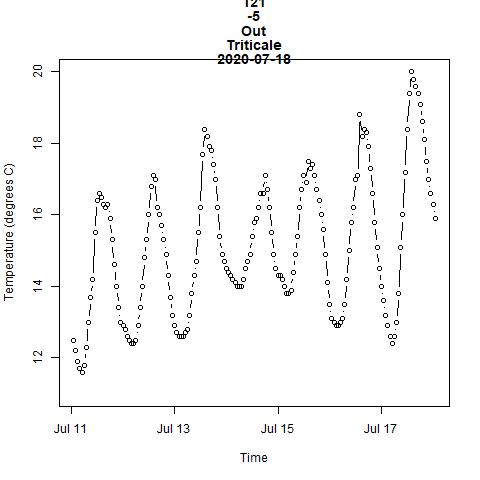 121
-5
Out
Triticale
2020-07-18
Temperature (degrees C)
20
18
16
14
12
Jul 11
Jul 13
Jul 15
Jul 17
Time